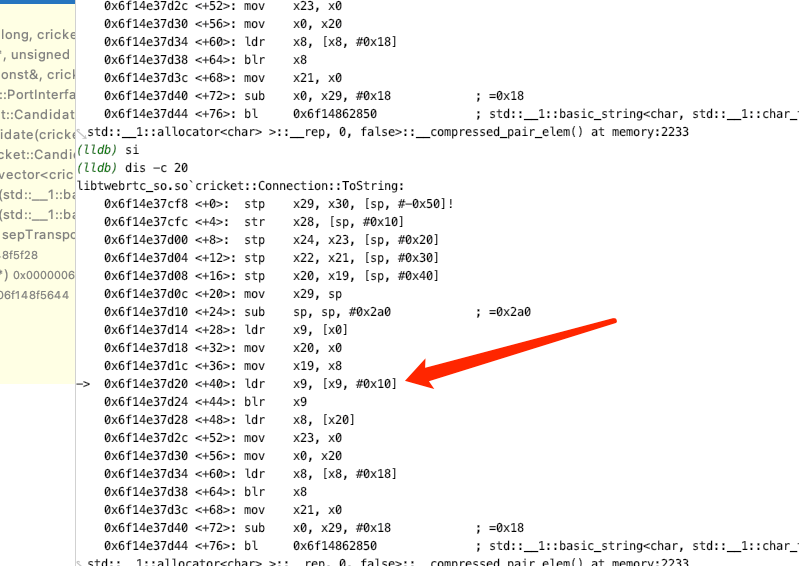 long, cricke
0x6f14e37d2c <+52>: mov    x23, x0
*, unsigned
0x6f14e37d30 <+56>: mov    x0, x20
onst&, crick
0x6f14e37d34 <+60>: ldr    x8, [x8, #0x18]
::PortInterfa
0x6f14e37d38 <+64>: blr    x8
t::Candidat
0x6f14e37d3c <+68>: mov    x21, x0
idate(cricke
0x6f14e37d40 <+72>: sub    x0, x29, #0x18            ; =0x18
cket::Candi
0x6f14e37d44 <+76>: bl     0x6f14862850              ; std::__1::basic_string<char, std::__1::char_t
vector<cric
std::__1::allocator<char> >::__rep, 0, false>::__compressed_pair_elem() at memory:2233
(std::__1::ba
(lldb) si
(std::__1::ba
(lldb) dis -c 20
sepTranspo
libtwebrtc_so.so`cricket::Connection::ToString:
8f5f28
0x6f14e37cf8 <+0>:  stp    x29, x30, [sp, #-0x50]!
*) 0x0000006
0x6f14e37cfc <+4>:  str    x28, [sp, #0x10]
06f148f5644
0x6f14e37d00 <+8>:  stp    x24, x23, [sp, #0x20]
0x6f14e37d04 <+12>: stp    x22, x21, [sp, #0x30]
0x6f14e37d08 <+16>: stp    x20, x19, [sp, #0x40]
0x6f14e37d0c <+20>: mov    x29, sp
0x6f14e37d10 <+24>: sub    sp, sp, #0x2a0            ; =0x2a0
0x6f14e37d14 <+28>: ldr    x9, [x0]
0x6f14e37d18 <+32>: mov    x20, x0
0x6f14e37d1c <+36>: mov    x19, x8
-> 0x6f14e37d20 <+40>: ldr    x9, [x9, #0x10]
0x6f14e37d24 <+44>: blr    x9
0x6f14e37d28 <+48>: ldr    x8, [x20]
0x6f14e37d2c <+52>: mov    x23, x0
0x6f14e37d30 <+56>: mov    x0, x20
0x6f14e37d34 <+60>: ldr    x8, [x8, #0x18]
0x6f14e37d38 <+64>: blr    x8
0x6f14e37d3c <+68>: mov    x21, x0
0x6f14e37d40 <+72>: sub    x0, x29, #0x18            ; =0x18
0x6f14e37d44 <+76>: bl     0x6f14862850              ; std::__1::basic_string<char, std::__1::char_t
std::__1::allocator<char> >::__rep, 0, false>::__compressed_pair_elem() at memory:2233